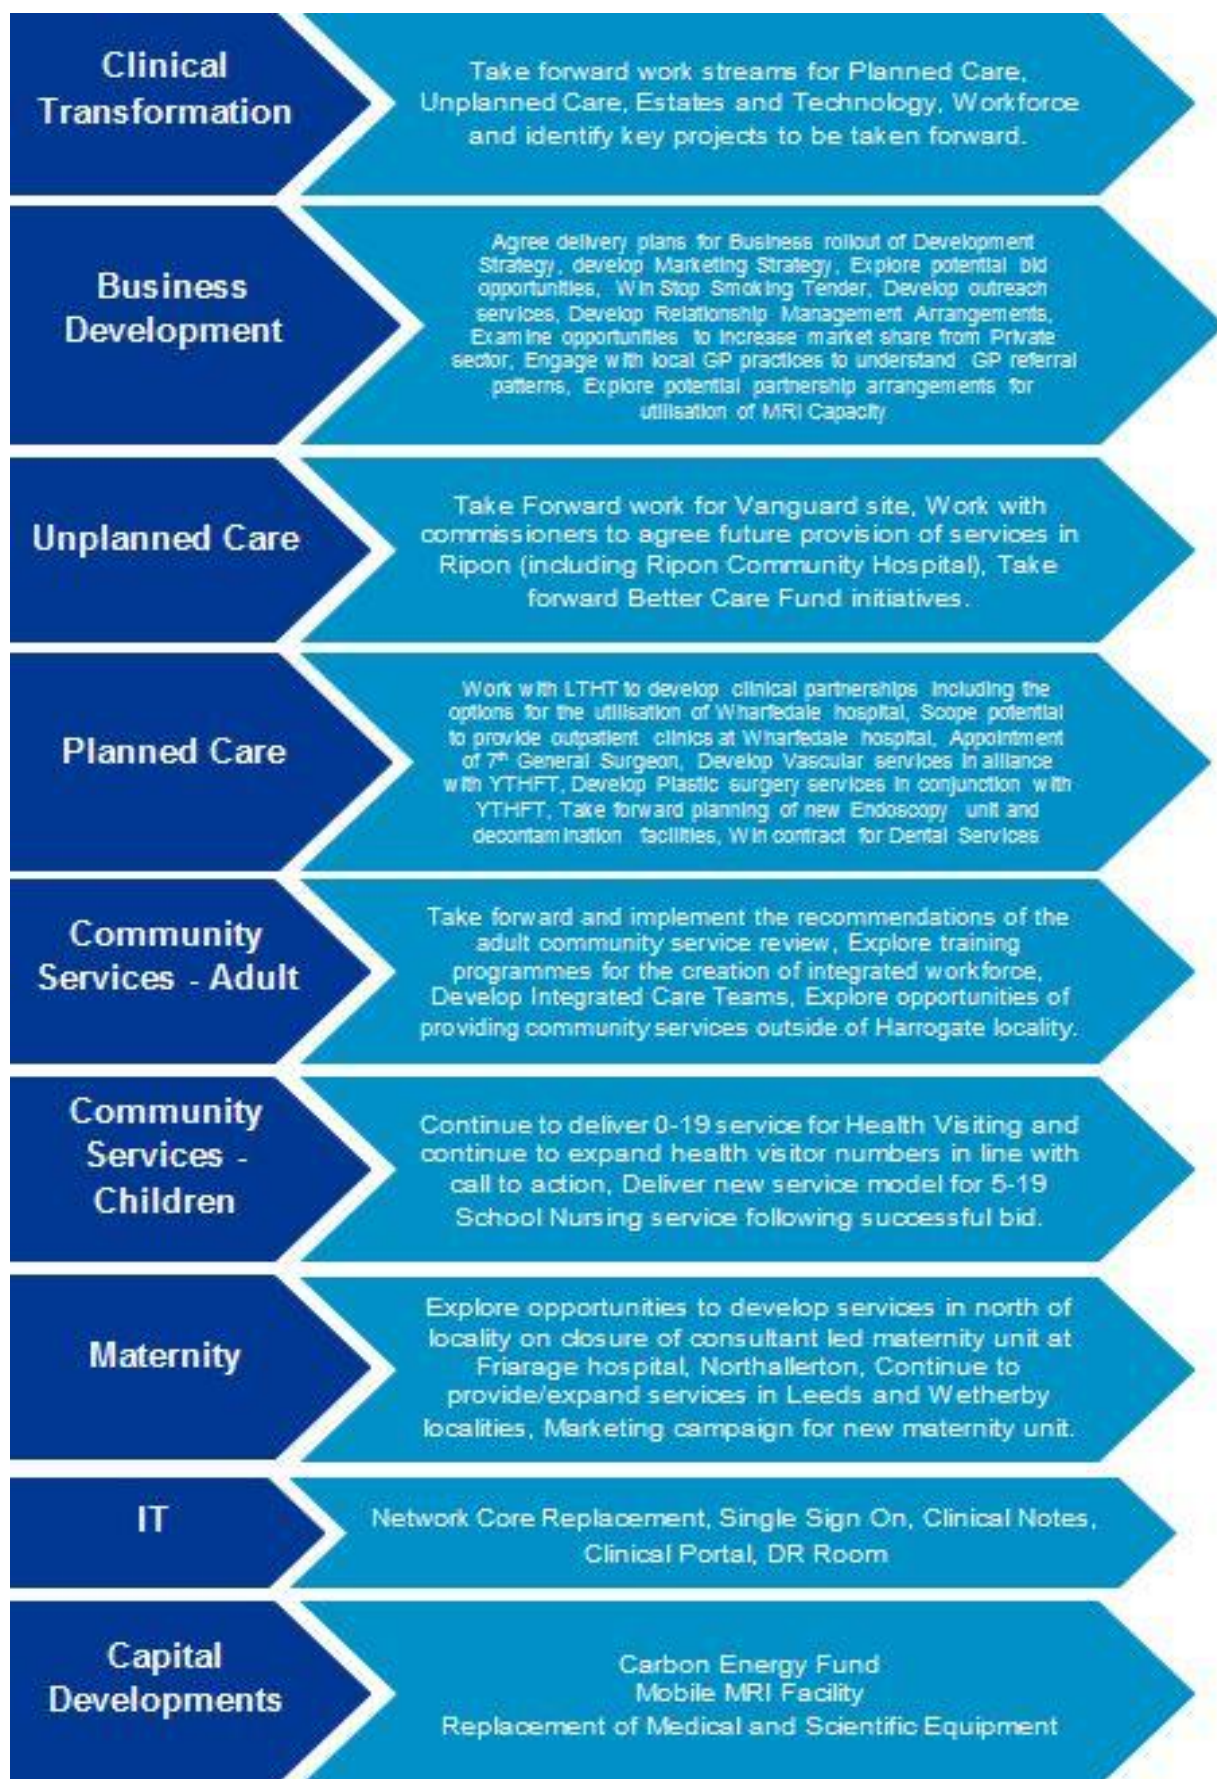 Clinical
Transformation
Take forward work streams for Planned Care,
Unplanned Care, Estates and Technology, Workforce
and identify key projects to be taken forward.
Business
Development
Agree delivery plans for Business rollout of Development
Strategy, develop Marketing Strategy, Explore potential bid
opportunities, Win Stop Smoking Tender, Develop outreach
services, Develop Relationship Management Arrangements,
Examine opportunities to increase market share from Private
sector, Engage with local GP practices to understand GP referral
patterns, Explore potential partnership arrangements for
utilisation of MRI Capacity
Unplanned Care
Take Forward work for Vanguard site, Work with
commissioners to agree future provision of services in
Ripon (including Ripon Community Hospital), Take
forward Better Care Fund initiatives.
Planned Care
Work with LTHT to develop clinical partnerships including the
options for the utilisation of Wharfedale hospital, Scope potential
to provide outpatient clinics at Wharfedale hospital, Appointment
of 7th General Surgeon, Develop Vascular services in alliance
with YTHFT, Develop Plastic surgery services in conjunction with
YTHFT, Take forward planning of new Endoscopy unit and
decontamination facilities, Win contract for Dental Services
Community
Services - Adult
Take forward and implement the recommendations of the
adult community service review, Explore training
programmes for the creation of integrated workforce,
Develop Integrated Care Teams, Explore opportunities of
providing community services outside of Harrogate locality.
Community
Services -
Children
Continue to deliver 0-19 service for Health Visiting and
continue to expand health visitor numbers in line with
call to action, Deliver new service model for 5-19
School Nursing service following successful bid.
Maternity
Explore opportunities to develop services in north of
locality on closure of consultant led maternity unit at
Friarage hospital, Northallerton, Continue to
provide/expand services in Leeds and Wetherby
localities, Marketing campaign for new maternity unit.
IT
Network Core Replacement, Single Sign On, Clinical Notes,
Clinical Portal, DR Room
Capital
Developments
Carbon Energy Fund
Mobile MRI Facility
Replacement of Medical and Scientific Equipment